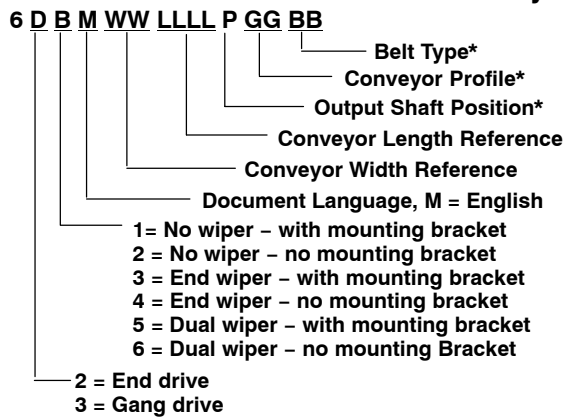 6 D B M WW LLLL P GG BB
Belt Type*
Conveyor Profile*
Output Shaft Position*
Conveyor Length Reference
Conveyor Width Reference
Document Language, M = English
1= No wiper – with mounting bracket
2 = No wiper – no mounting bracket
3 = End wiper – with mounting bracket
4 = End wiper – no mounting bracket
5 = Dual wiper – with mounting bracket
6 = Dual wiper – no mounting Bracket
2 = End drive
3 = Gang drive